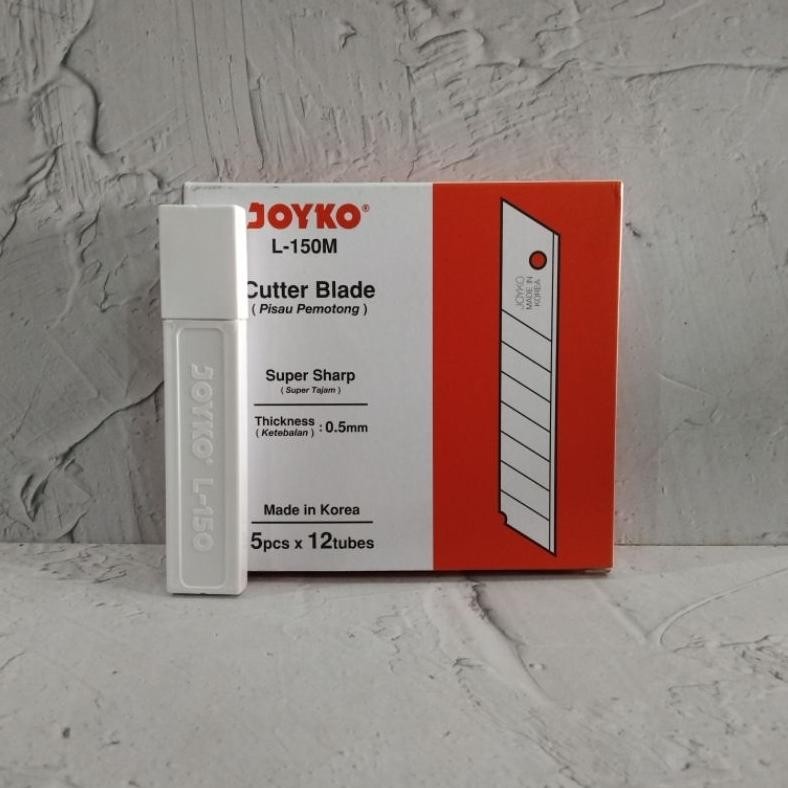 JOYKO®
L-150M
Cutter Blade
( Pisau Pemotong )
Super Sharp
( Super Tajam )
Thickness : 0.5mm
( Ketebalan )
Made in Korea
5pcs x 12tubes
JOYKO
MADE IN
KOREA
JOYKO® L-150